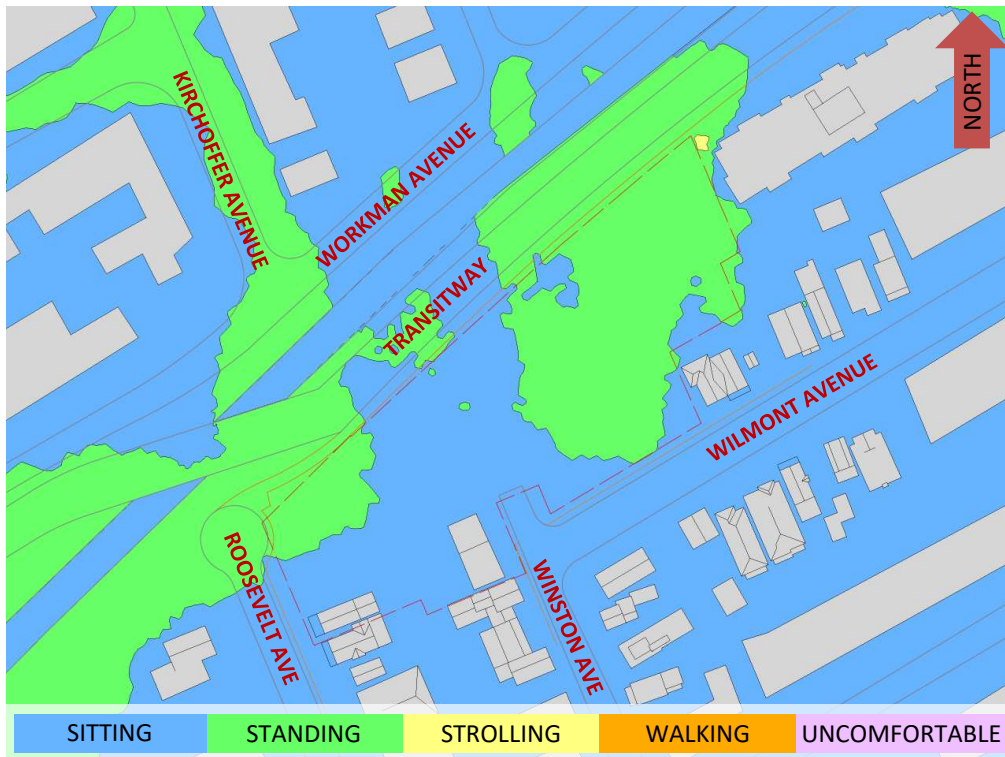 NORTH
KIRCHOFFER AVENUE
WORKMAN AVENUE
TRANSITWAY
WILMONT AVENUE
ROOSEVELT AVE
WINSTON AVE
SITTING
STANDING
STROLLING
WALKING
UNCOMFORTABLE